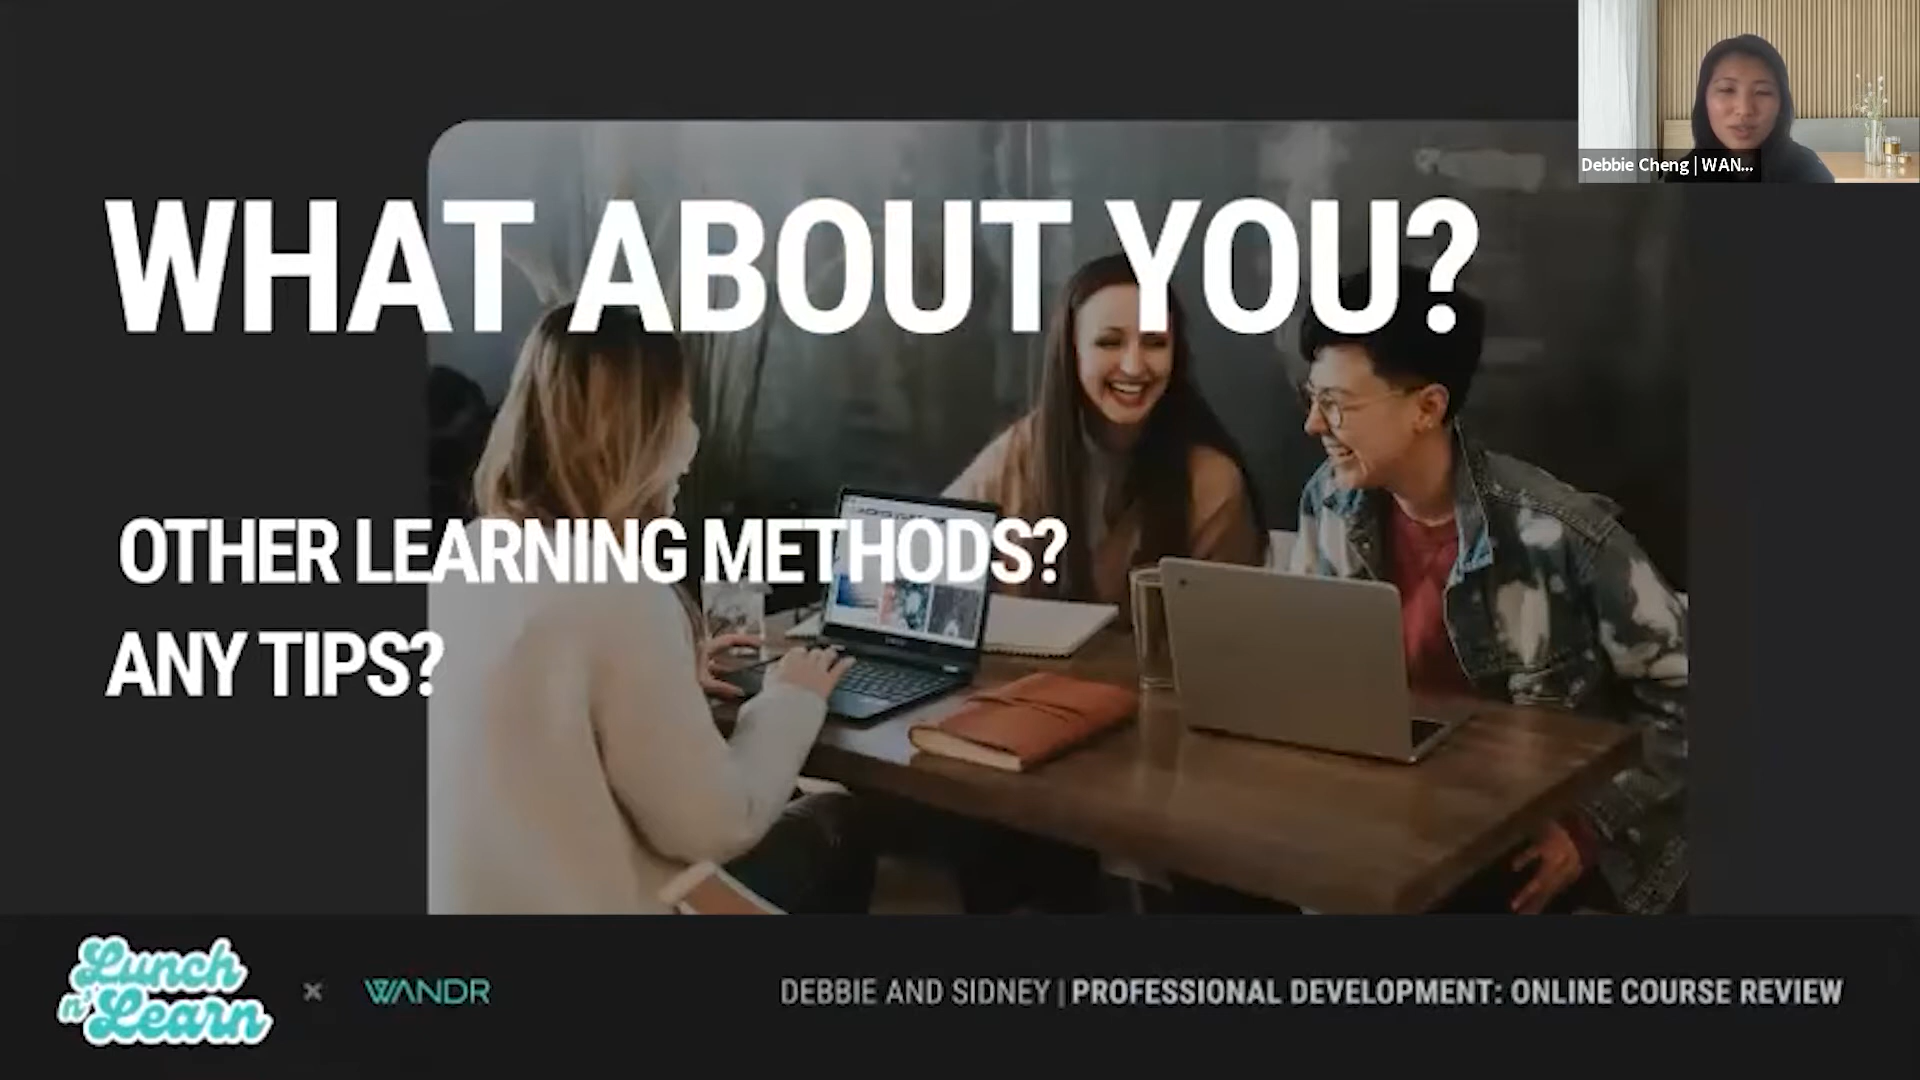 Debbie Cheng | WAN...
WHAT ABOUT YOU?
OTHER LEARNING METHODS?
ANY TIPS?
Lunch
n'
Learn
×
WANDR
DEBBIE AND SIDNEY | PROFESSIONAL DEVELOPMENT: ONLINE COURSE REVIEW